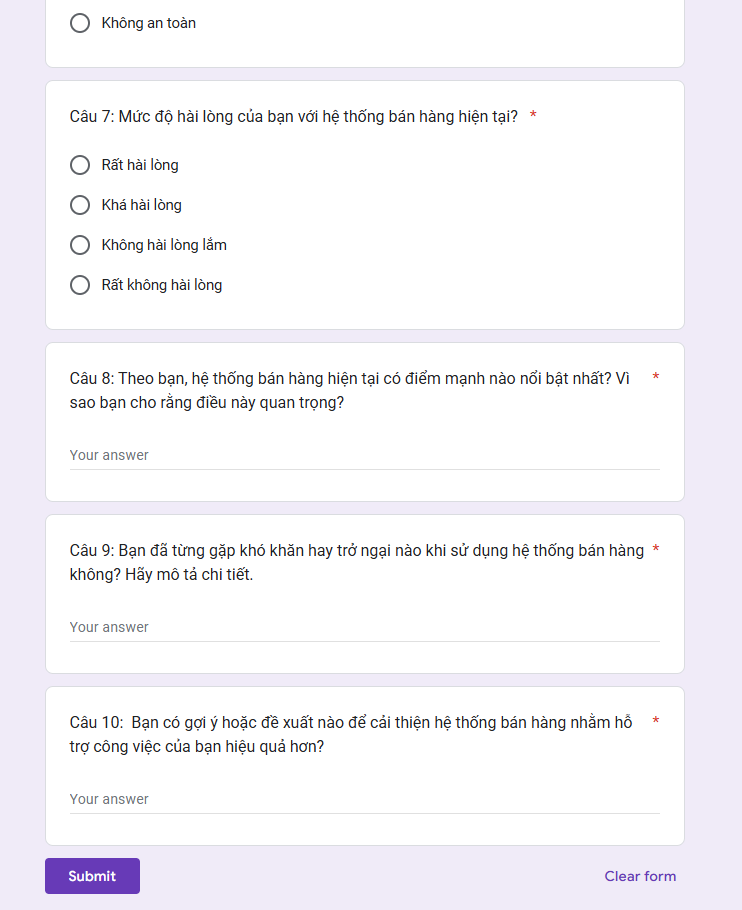 Không an toàn
Câu 7: Mức độ hài lòng của bạn với hệ thống bán hàng hiện tại? *
Rất hài lòng
Khá hài lòng
Không hài lòng lắm
Rất không hài lòng
Câu 8: Theo bạn, hệ thống bán hàng hiện tại có điểm mạnh nào nổi bật nhất? Vì *
sao bạn cho rằng điều này quan trọng?
Your answer
Câu 9: Bạn đã từng gặp khó khăn hay trở ngại nào khi sử dụng hệ thống bán hàng *
không? Hãy mô tả chi tiết.
Your answer
Câu 10:  Bạn có gợi ý hoặc đề xuất nào để cải thiện hệ thống bán hàng nhằm hỗ *
trợ công việc của bạn hiệu quả hơn?
Your answer
Submit
Clear form